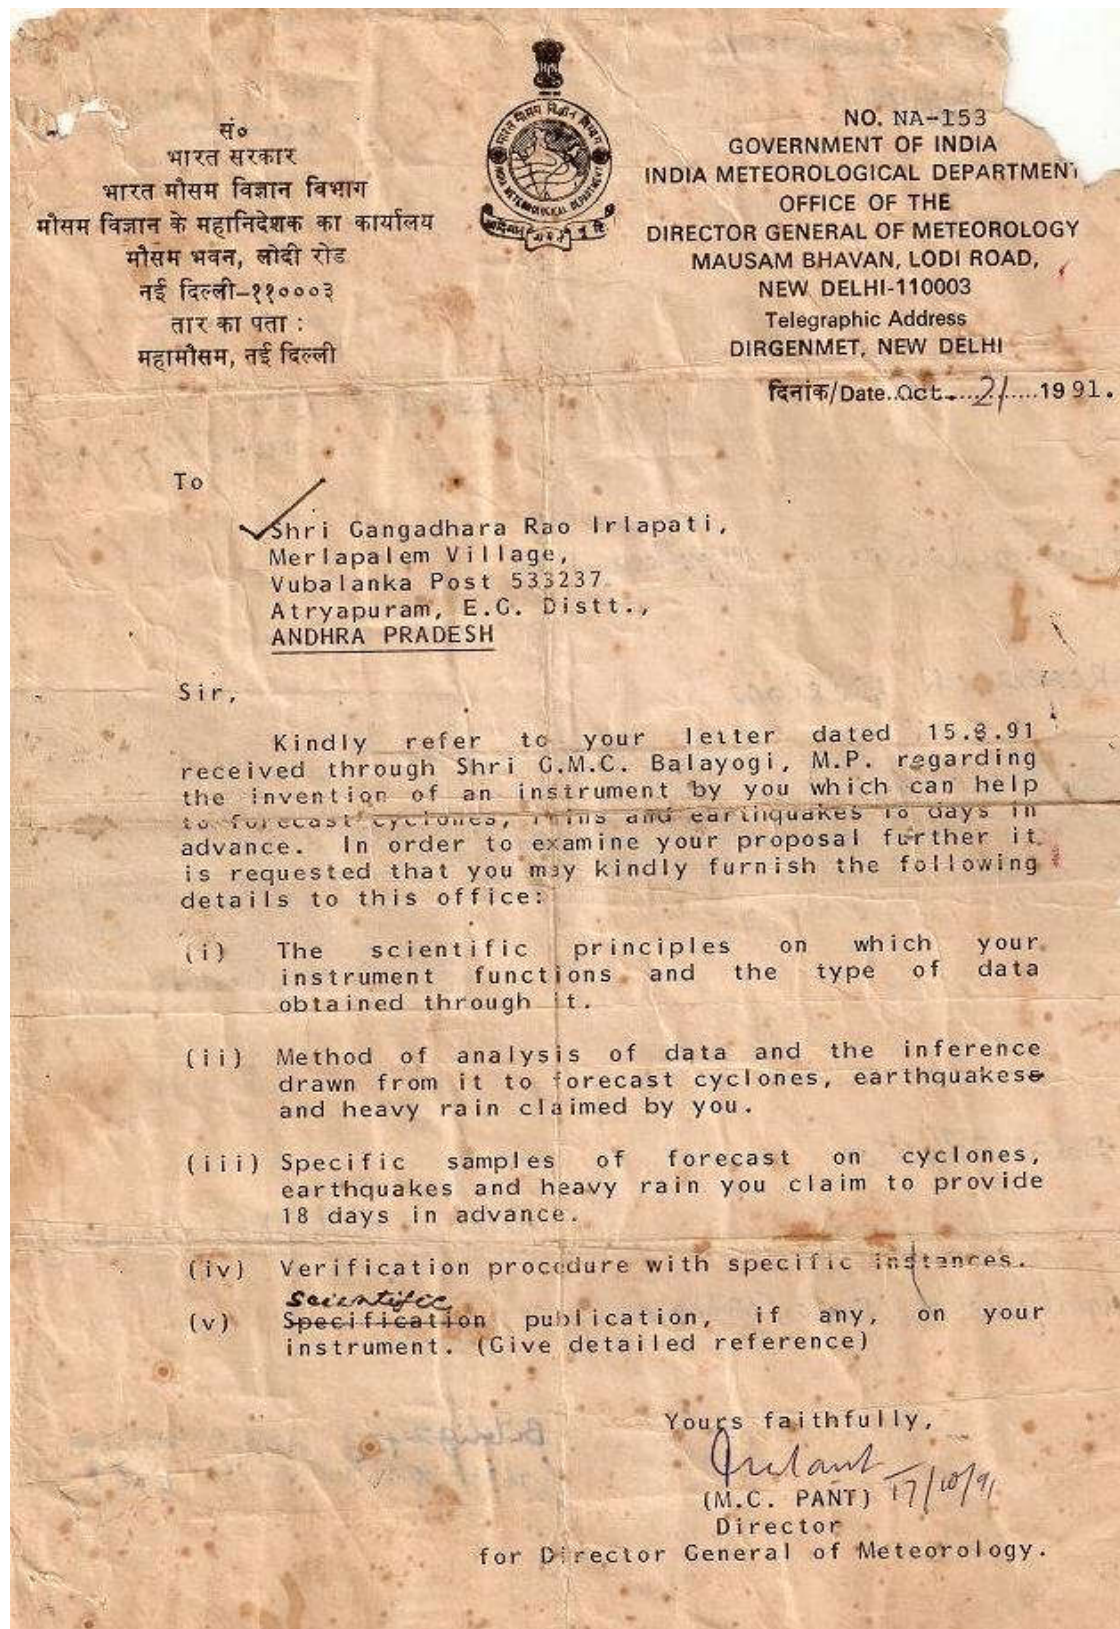 सं०
भारत सरकार
भारत मौसम विज्ञान विभाग
मौसम विज्ञान के महानिदेशक का कार्यालय
मौसम भवन, लोदी रोड
नई दिल्ली–११०००३
तार का पता :
महामौसम, नई दिल्ली
NO. NA-153
GOVERNMENT OF INDIA
INDIA METEOROLOGICAL DEPARTMENT
OFFICE OF THE
DIRECTOR GENERAL OF METEOROLOGY
MAUSAM BHAVAN, LODI ROAD,
NEW DELHI-110003
Telegraphic Address
DIRGENMET, NEW DELHI
दिनांक/Date..Oct.....21.....1991.
To
Shri Gangadhara Rao Irlapati,
Merlapalem Village,
Vubalanka Post 533237
Atryapuram, E.G. Distt.,
ANDHRA PRADESH
Sir,
Kindly refer to your letter dated 15.8.91
received through Shri G.M.C. Balayogi, M.P. regarding
the invention of an instrument by you which can help
to forecast cyclones, rains and earthquakes 18 days in
advance. In order to examine your proposal further it
is requested that you may kindly furnish the following
details to this office:
(i) The scientific principles on which your
instrument functions and the type of data
obtained through it.
(ii) Method of analysis of data and the inference
drawn from it to forecast cyclones, earthquakes
and heavy rain claimed by you.
(iii) Specific samples of forecast on cyclones,
earthquakes and heavy rain you claim to provide
18 days in advance.
(iv) Verification procedure with specific instances.
Scientific
(v) Specification publication, if any, on your
instrument. (Give detailed reference)
Yours faithfully,
(M.C. PANT) 17/10/91
Director
for Director General of Meteorology.